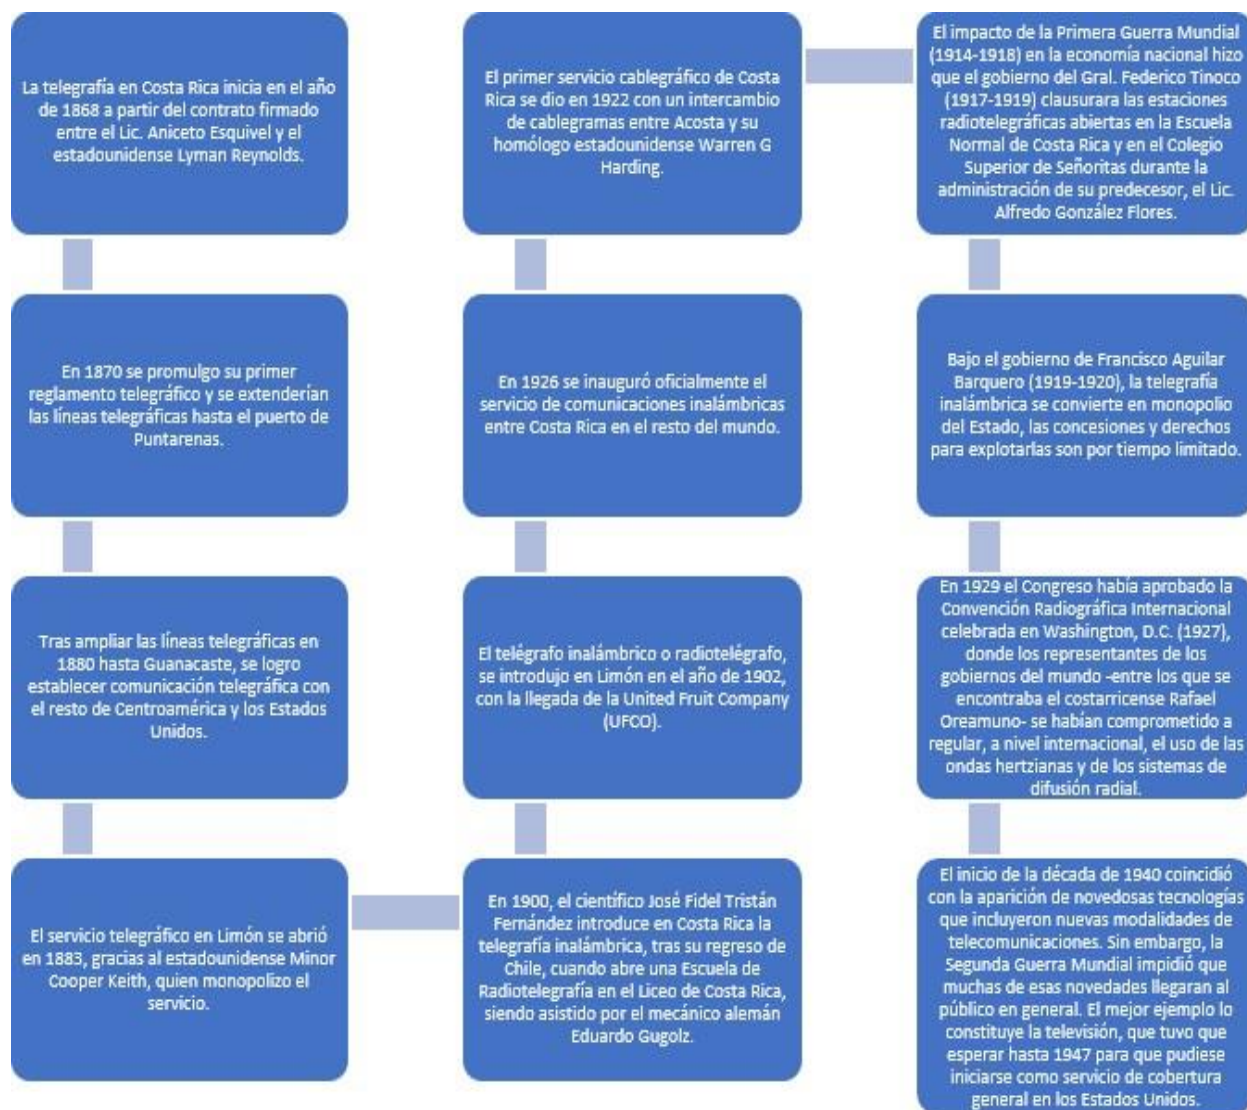 La telegrafía en Costa Rica inicia en el año
de 1868 a partir del contrato firmado
entre el Lic. Aniceto Esquivel y el
estadounidense Lyman Reynolds.
En 1870 se promulgo su primer
reglamento telegráfico y se extenderían
las líneas telegráficas hasta el puerto de
Puntarenas.
Tras ampliar las líneas telegráficas en
1880 hasta Guanacaste, se logro
establecer comunicación telegráfica con
el resto de Centroamérica y los Estados
Unidos.
El servicio telegráfico en Limón se abrió
en 1883, gracias al estadounidense Minor
Cooper Keith, quien monopolizo el
servicio.
En 1900, el científico José Fidel Tristán
Fernández introduce en Costa Rica la
telegrafía inalámbrica, tras su regreso de
Chile, cuando abre una Escuela de
Radiotelegrafía en el Liceo de Costa Rica,
siendo asistido por el mecánico alemán
Eduardo Gugolz.
El telégrafo inalámbrico o radiotelégrafo,
se introdujo en Limón en el año de 1902,
con la llegada de la United Fruit Company
(UFCO).
En 1926 se inauguró oficialmente el
servicio de comunicaciones inalámbricas
entre Costa Rica en el resto del mundo.
El primer servicio cablegráfico de Costa
Rica se dio en 1922 con un intercambio
de cablegramas entre Acosta y su
homólogo estadounidense Warren G
Harding.
El impacto de la Primera Guerra Mundial
(1914-1918) en la economía nacional hizo
que el gobierno del Gral. Federico Tinoco
(1917-1919) clausurara las estaciones
radiotelegráficas abiertas en la Escuela
Normal de Costa Rica y en el Colegio
Superior de Señoritas durante la
administración de su predecesor, el Lic.
Alfredo González Flores.
Bajo el gobierno de Francisco Aguilar
Barquero (1919-1920), la telegrafía
inalámbrica se convierte en monopolio
del Estado, las concesiones y derechos
para explotarlas son por tiempo limitado.
En 1929 el Congreso había aprobado la
Convención Radiográfica Internacional
celebrada en Washington, D.C. (1927),
donde los representantes de los
gobiernos del mundo -entre los que se
encontraba el costarricense Rafael
Oreamuno- se habían comprometido a
regular, a nivel internacional, el uso de las
ondas hertzianas y de los sistemas de
difusión radial.
El inicio de la década de 1940 coincidió
con la aparición de novedosas tecnologías
que incluyeron nuevas modalidades de
telecomunicaciones. Sin embargo, la
Segunda Guerra Mundial impidió que
muchas de esas novedades llegaran al
público en general. El mejor ejemplo lo
constituye la televisión, que tuvo que
esperar hasta 1947 para que pudiese
iniciarse como servicio de cobertura
general en los Estados Unidos.